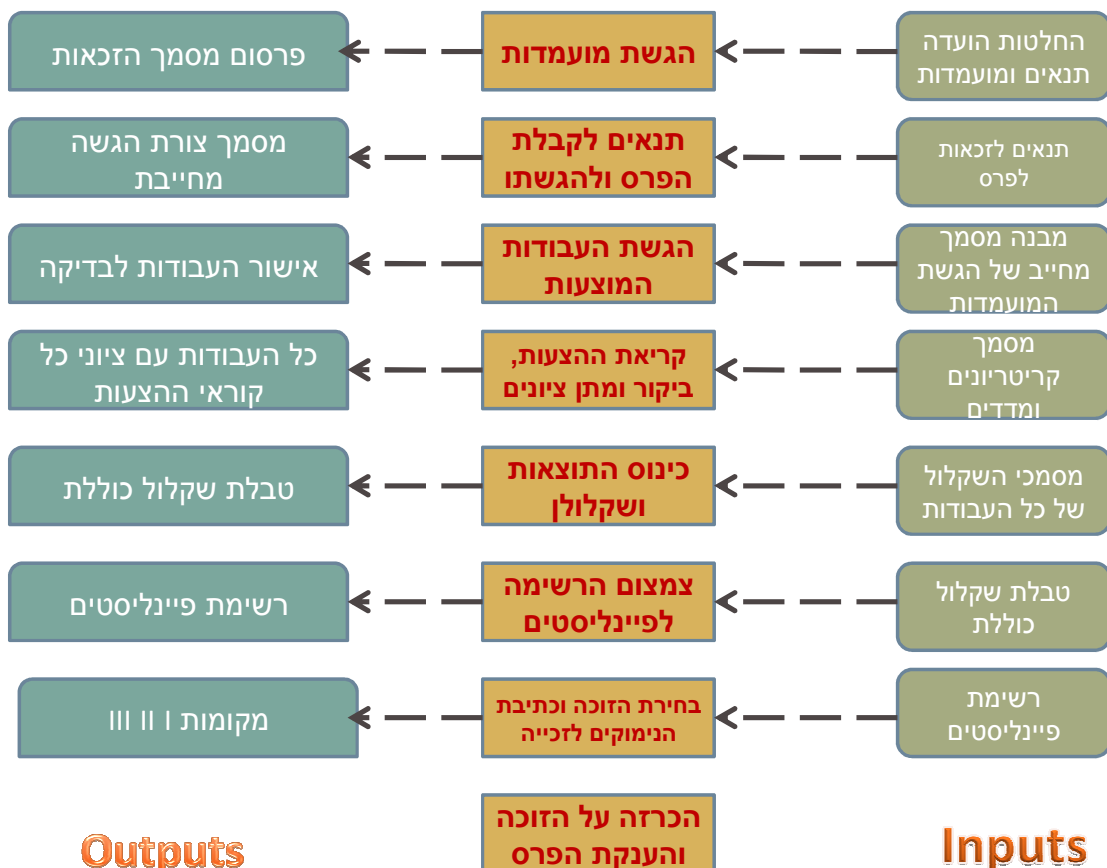 החלטות הועדה
תנאים ומועמדות
הגשת מועמדות
פרסום מסמך הזכאות
תנאים לזכאות
לפרס
תנאים לקבלת
הפרס ולהגשתו
מסמך צורת הגשה
מחייבת
מבנה מסמך
מחייב של הגשת
המועמדות
הגשת העבודות
המוצעות
אישור העבודות לבדיקה
מסמך
קריטריונים
ומדדים
קריאת ההצעות,
ביקור ומתן ציונים
כל העבודות עם ציוני כל
קוראי ההצעות
מסמכי השקלול
של כל העבודות
כינוס התוצאות
ושקלולן
טבלת שקלול כוללת
טבלת שקלול
כוללת
צמצום הרשימה
לפיינליסטים
רשימת פיינליסטים
רשימת
פיינליסטים
בחירת הזוכה וכתיבת
הנימוקים לזכייה
מקומות I II III
הכרזה על הזוכה
והענקת הפרס
Inputs
Outputs